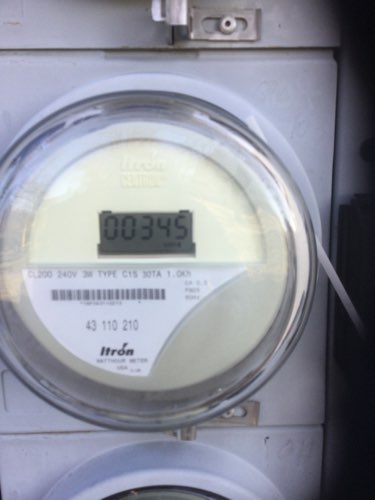 Itron
CENTRON
00345
CL200 240V 3W TYPE C1S 30TA 1.0Kh
43 110 210
Itron
WATTHOUR METER
USA